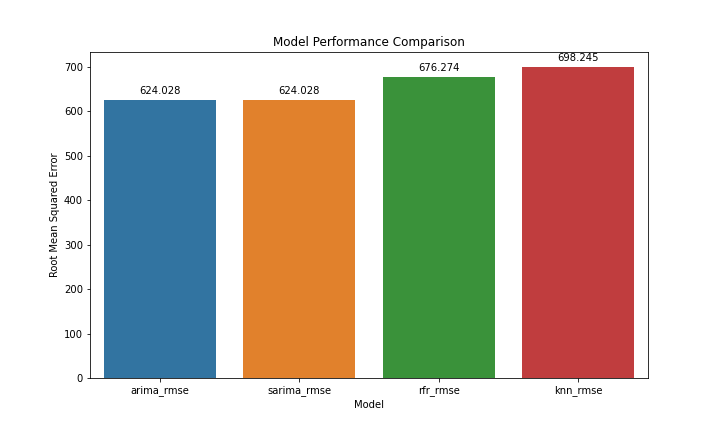 Model Performance Comparison
700
600
500
400
300
200
100
0
Root Mean Squared Error
624.028
624.028
676.274
698.245
arima_rmse
sarima_rmse
rfr_rmse
knn_rmse
Model